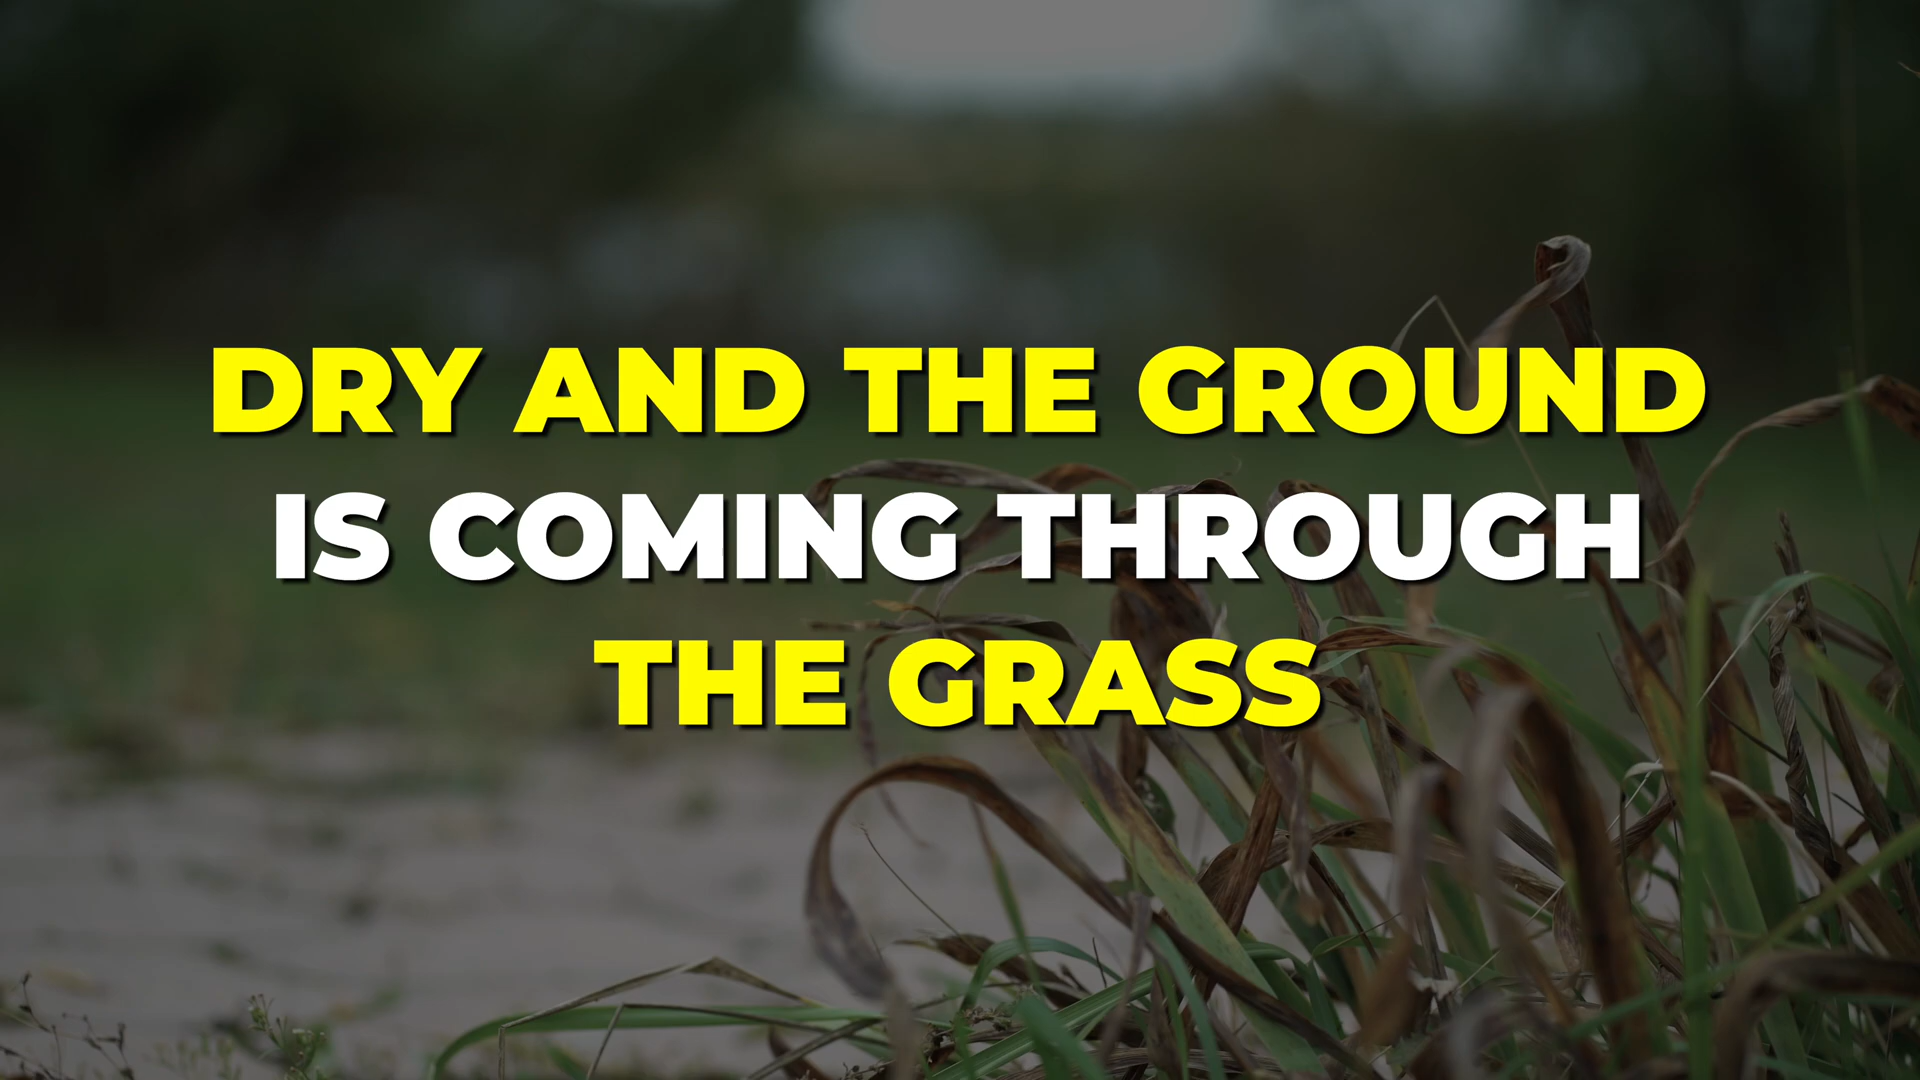 DRY AND THE GROUND
IS COMING THROUGH
THE GRASS